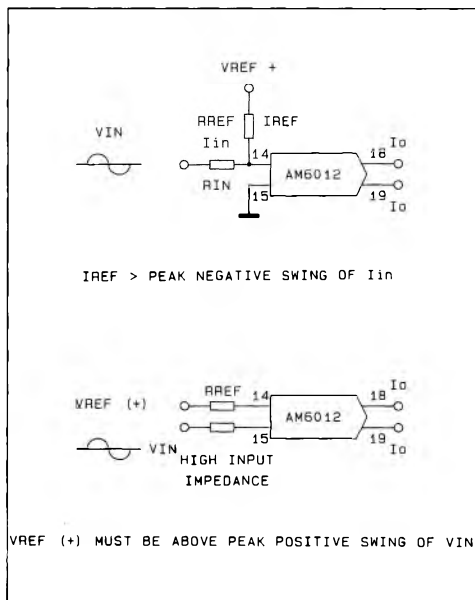 VREF +
RREF IREF
VIN
Iin
14
18 Io
AM6012
RIN
15
19
Io
IREF > PEAK NEGATIVE SWING OF Iin
RREF
14
18 Io
VREF (+)
AM6012
15
19
VIN
Io
HIGH INPUT
IMPEDANCE
VREF (+) MUST BE ABOVE PEAK POSITIVE SWING OF VIN